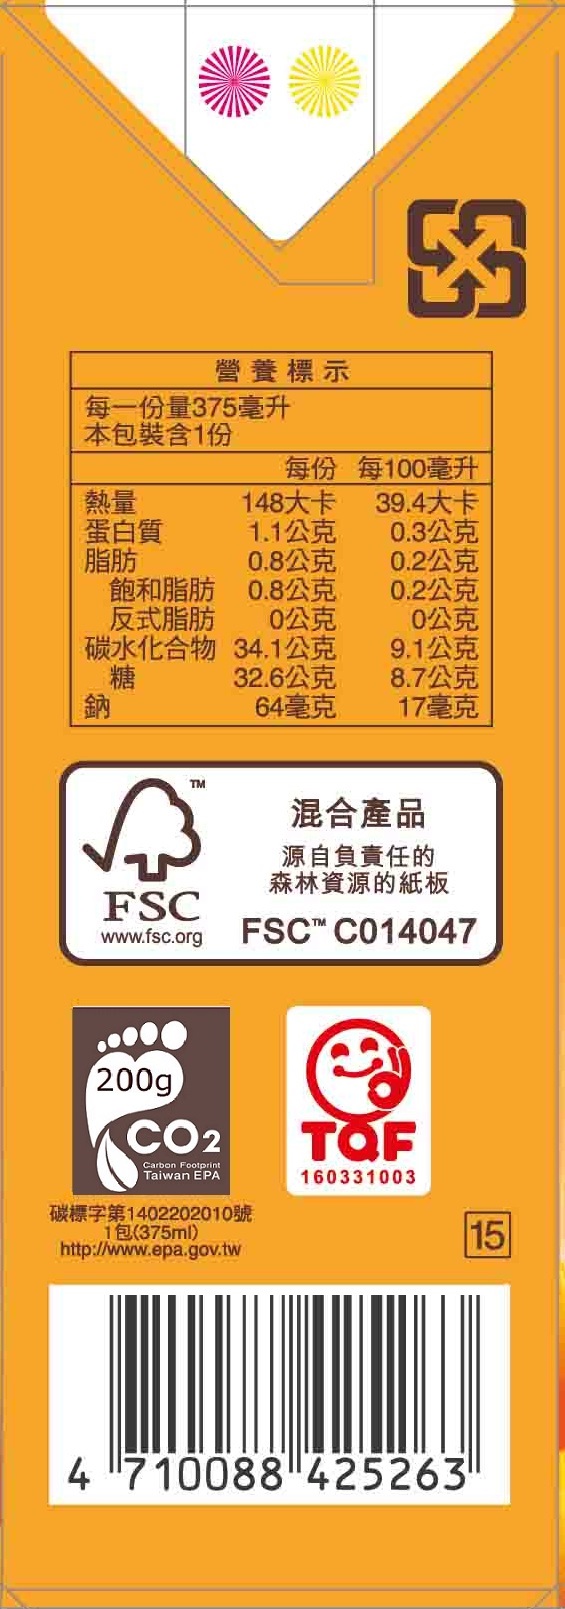 營養標示
每一份量375毫升
本包裝含1份
每份 每100毫升
熱量 148大卡 39.4大卡
蛋白質 1.1公克 0.3公克
脂肪 0.8公克 0.2公克
飽和脂肪 0.8公克 0.2公克
反式脂肪 0公克 0公克
碳水化合物 34.1公克 9.1公克
糖 32.6公克 8.7公克
鈉 64毫克 17毫克
TM
FSC
www.fsc.org
混合產品
源自負責任的
森林資源的紙板
FSC™ C014047
200g
CO2
Carbon Footprint
Taiwan EPA
TQF
160331003
碳標字第1402202010號
1包(375ml)
http://www.epa.gov.tw
15
4 710088 425263